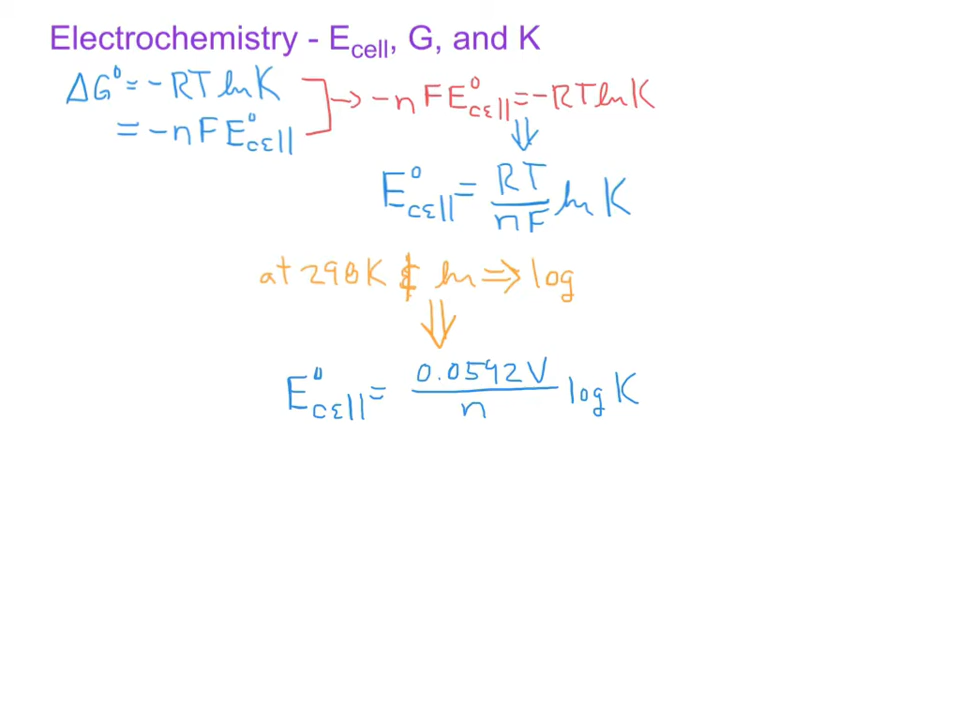 Electrochemistry - Ecell, G, and K
ΔG° = -RT ln K
= -nFE°cell
→ -nFE°cell = -RT ln K
⇓
E°cell = RT/nF ln K
at 298K & ln ⇒ log
⇓
E°cell = 0.0592V/n log K